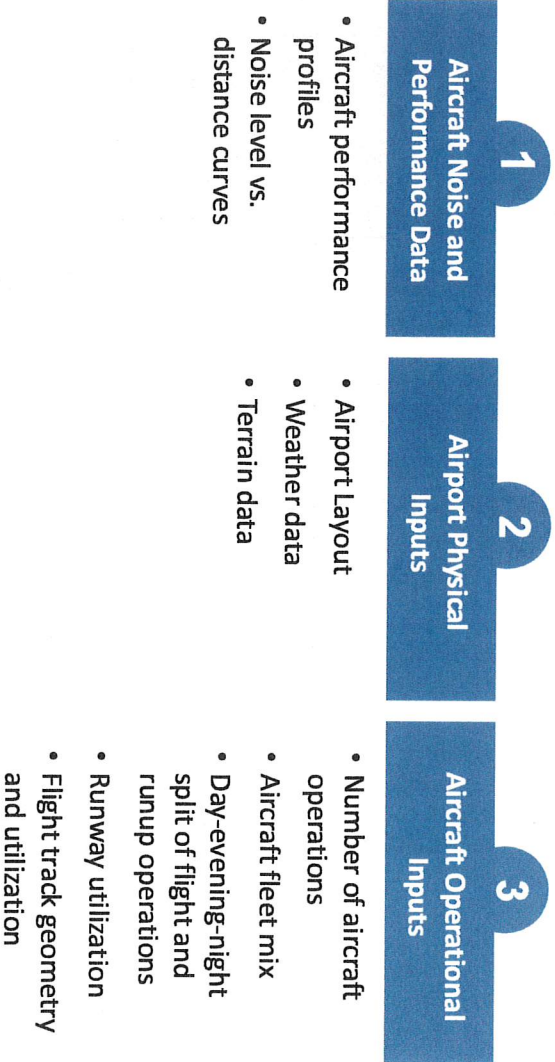 1
Aircraft Noise and
Performance Data
• Aircraft performance
profiles
• Noise level vs.
distance curves
2
Airport Physical
Inputs
• Airport Layout
• Weather data
• Terrain data
3
Aircraft Operational
Inputs
• Number of aircraft
operations
• Aircraft fleet mix
• Day-evening-night
split of flight and
runup operations
• Runway utilization
• Flight track geometry
and utilization